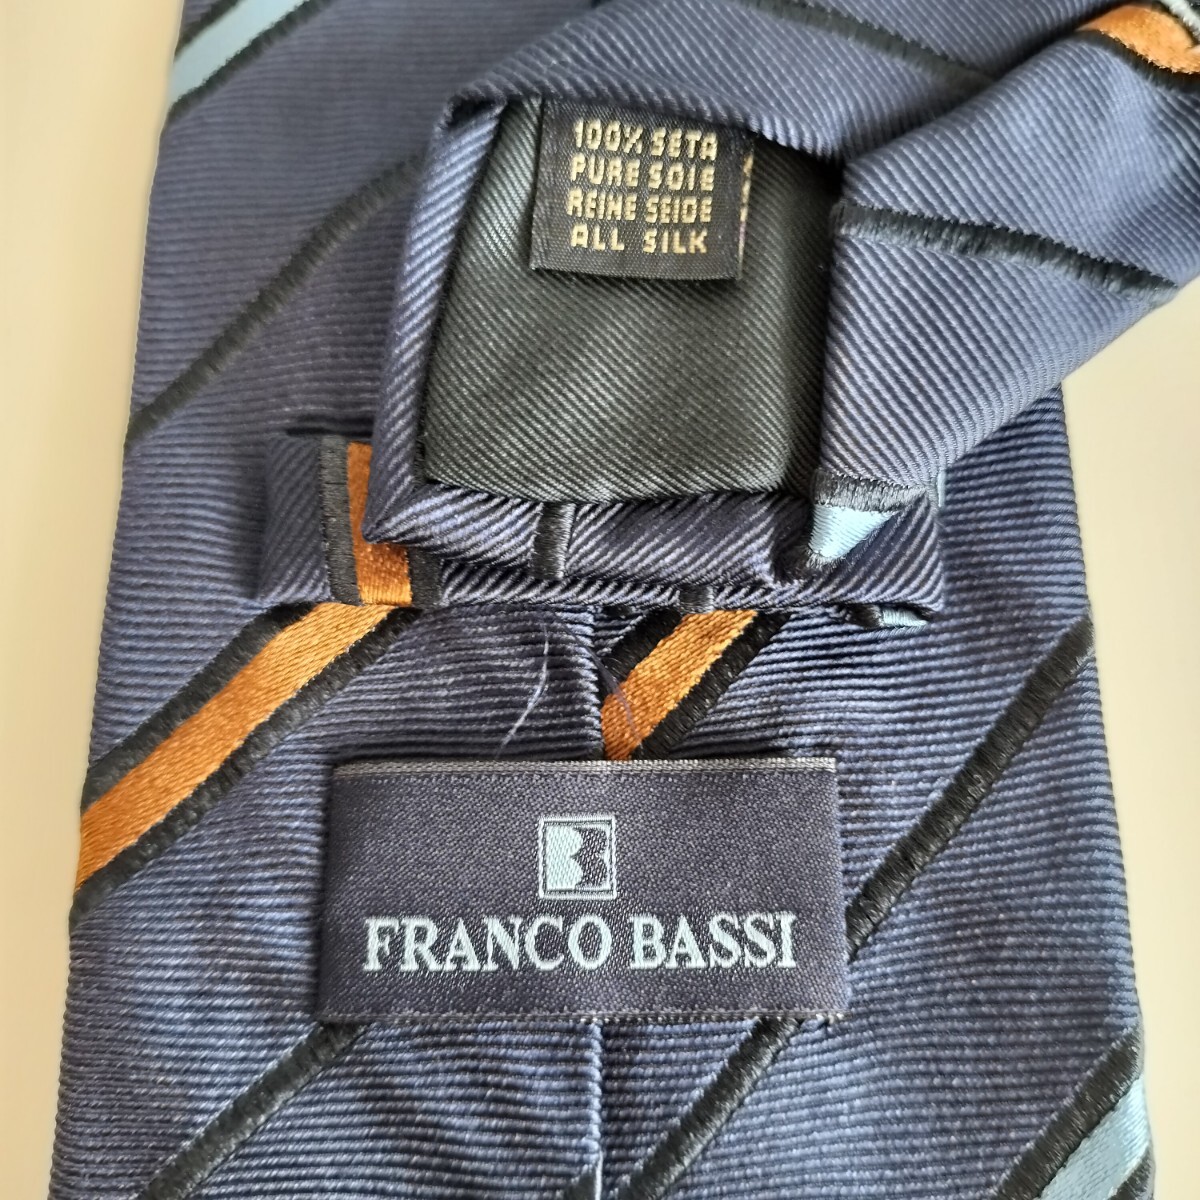 100% SETA
PURE SOIE
REINE SEIDE
ALL SILK
FRANCO BASSI